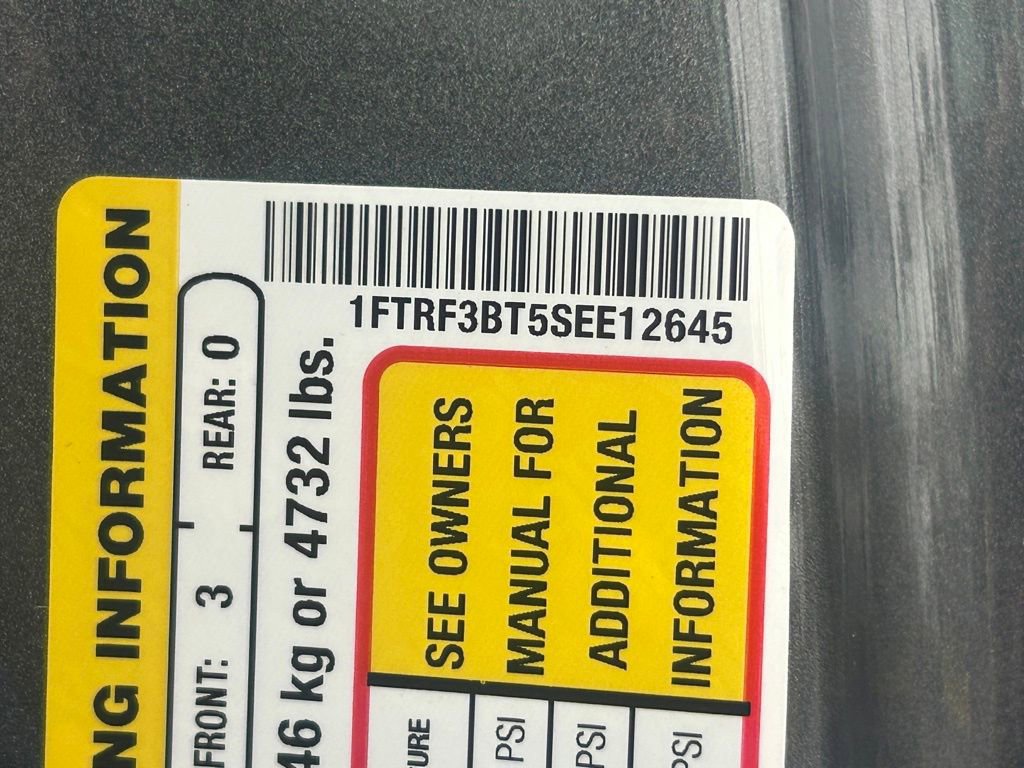 1FTRF3BT5SEE12645
NG INFORMATION
FRONT: 3 REAR: 0
46 kg or 4732 lbs.
SEE OWNERS
MANUAL FOR
ADDITIONAL
INFORMATION
URE
PSI
PSI
PSI